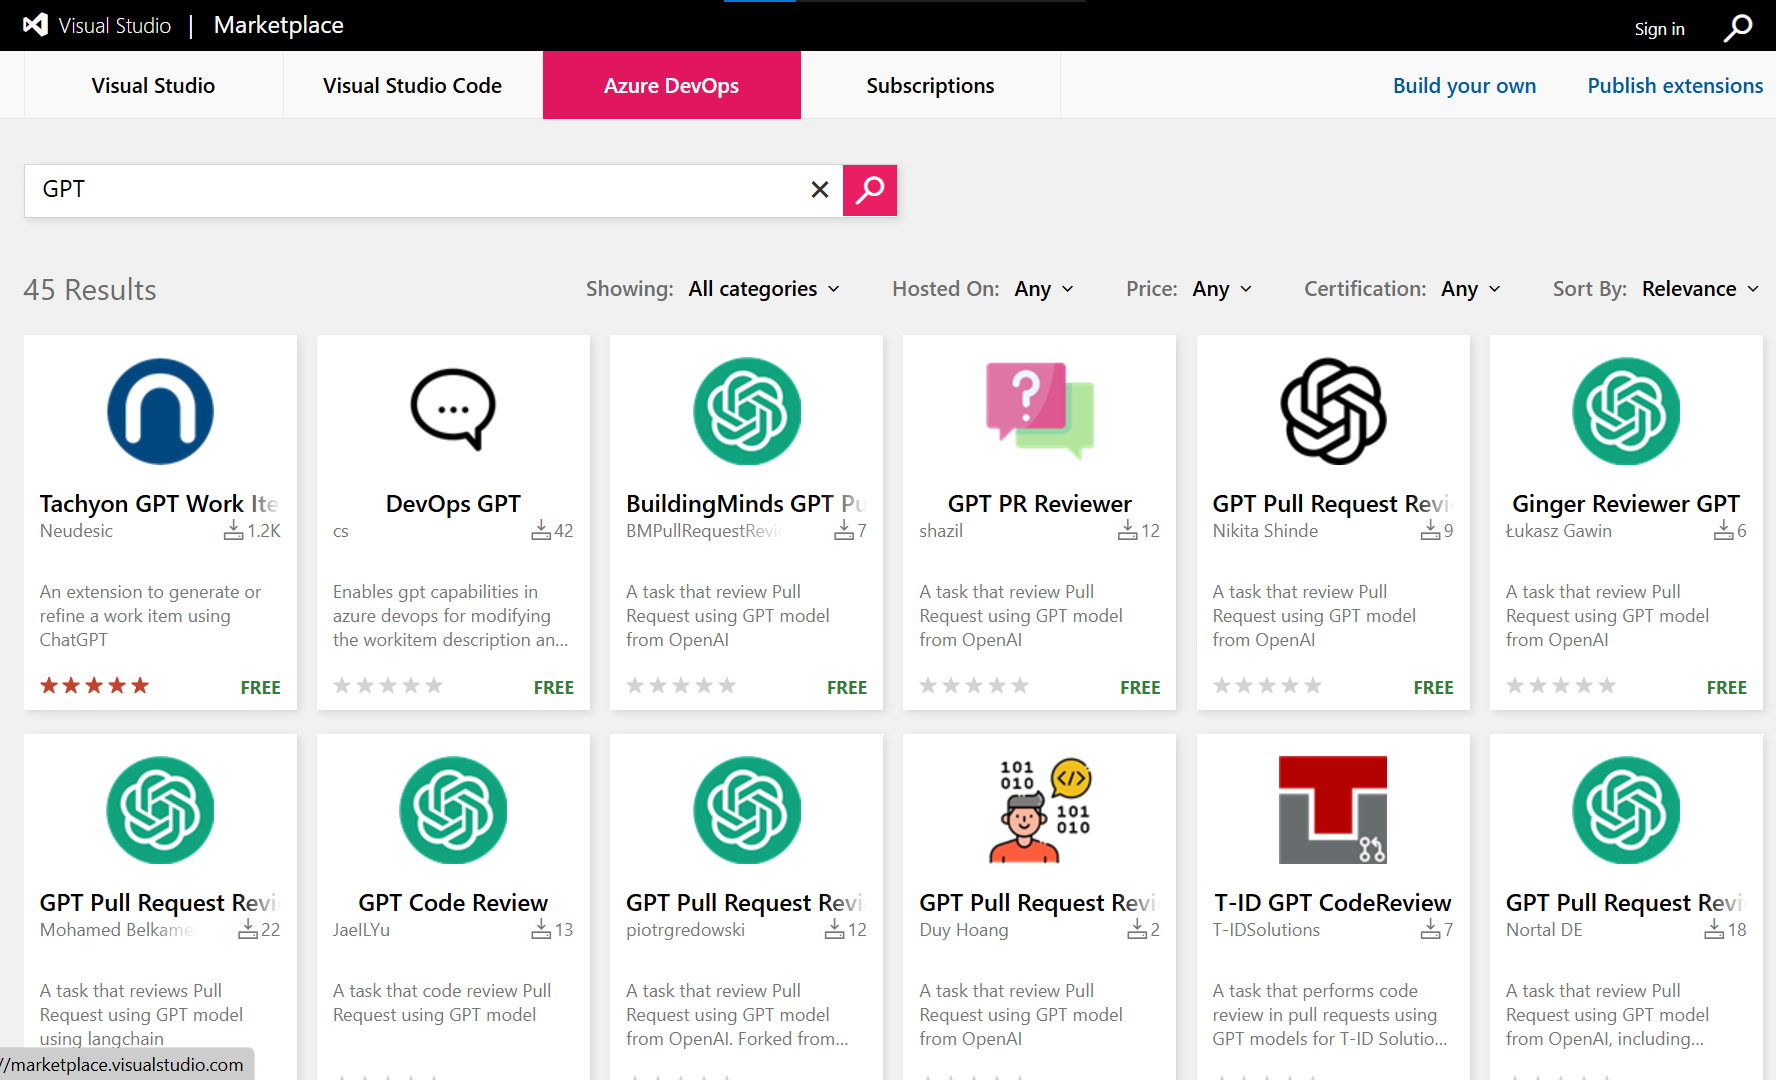 Visual Studio | Marketplace
Sign in
Visual Studio
Visual Studio Code
Azure DevOps
Subscriptions
Build your own
Publish extensions
GPT
45 Results
Showing: All categories
Hosted On: Any
Price: Any
Certification: Any
Sort By: Relevance
Tachyon GPT Work Ite
Neudesic 1.2K
An extension to generate or
refine a work item using
ChatGPT
FREE
DevOps GPT
cs 42
Enables gpt capabilities in
azure devops for modifying
the workitem description an...
FREE
BuildingMinds GPT Pu
BMPullRequestRevi 7
A task that review Pull
Request using GPT model
from OpenAI
FREE
GPT PR Reviewer
shazil 12
A task that review Pull
Request using GPT model
from OpenAI
FREE
GPT Pull Request Revi
Nikita Shinde 9
A task that review Pull
Request using GPT model
from OpenAI
FREE
Ginger Reviewer GPT
Łukasz Gawin 6
A task that review Pull
Request using GPT model
from OpenAI
FREE
GPT Pull Request Revi
Mohamed Belkame 22
A task that reviews Pull
Request using GPT model
using langchain
GPT Code Review
JaelLYu 13
A task that code review Pull
Request using GPT model
GPT Pull Request Revi
piotrgredowski 12
A task that review Pull
Request using GPT model
from OpenAI. Forked from...
101
010
</>
101
010
GPT Pull Request Revi
Duy Hoang 2
A task that review Pull
Request using GPT model
from OpenAI
T-ID GPT CodeReview
T-IDSolutions 7
A task that performs code
review in pull requests using
GPT models for T-ID Solutio...
GPT Pull Request Revi
Nortal DE 18
A task that review Pull
Request using GPT model
from OpenAI, including...
//marketplace.visualstudio.com